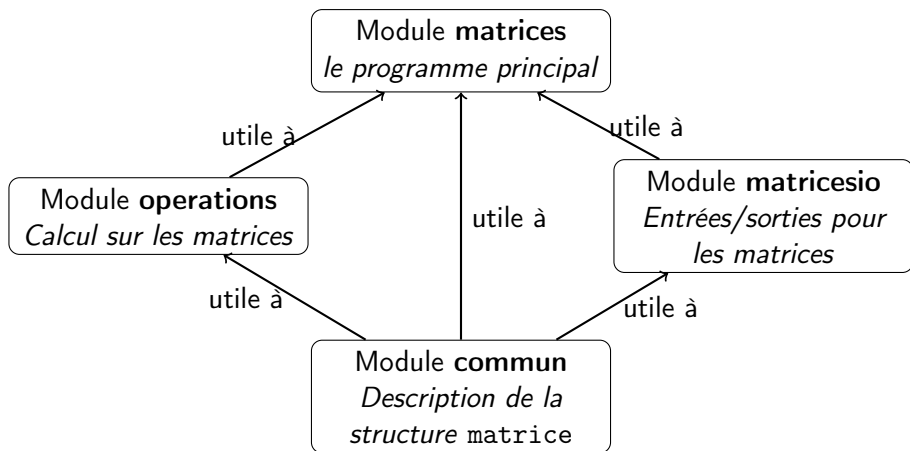 Module matrices
le programme principal
utile à
utile à
Module operations
Calcul sur les matrices
utile à
Module matricesio
Entrées/sorties pour
les matrices
utile à
utile à
Module commun
Description de la
structure matrice